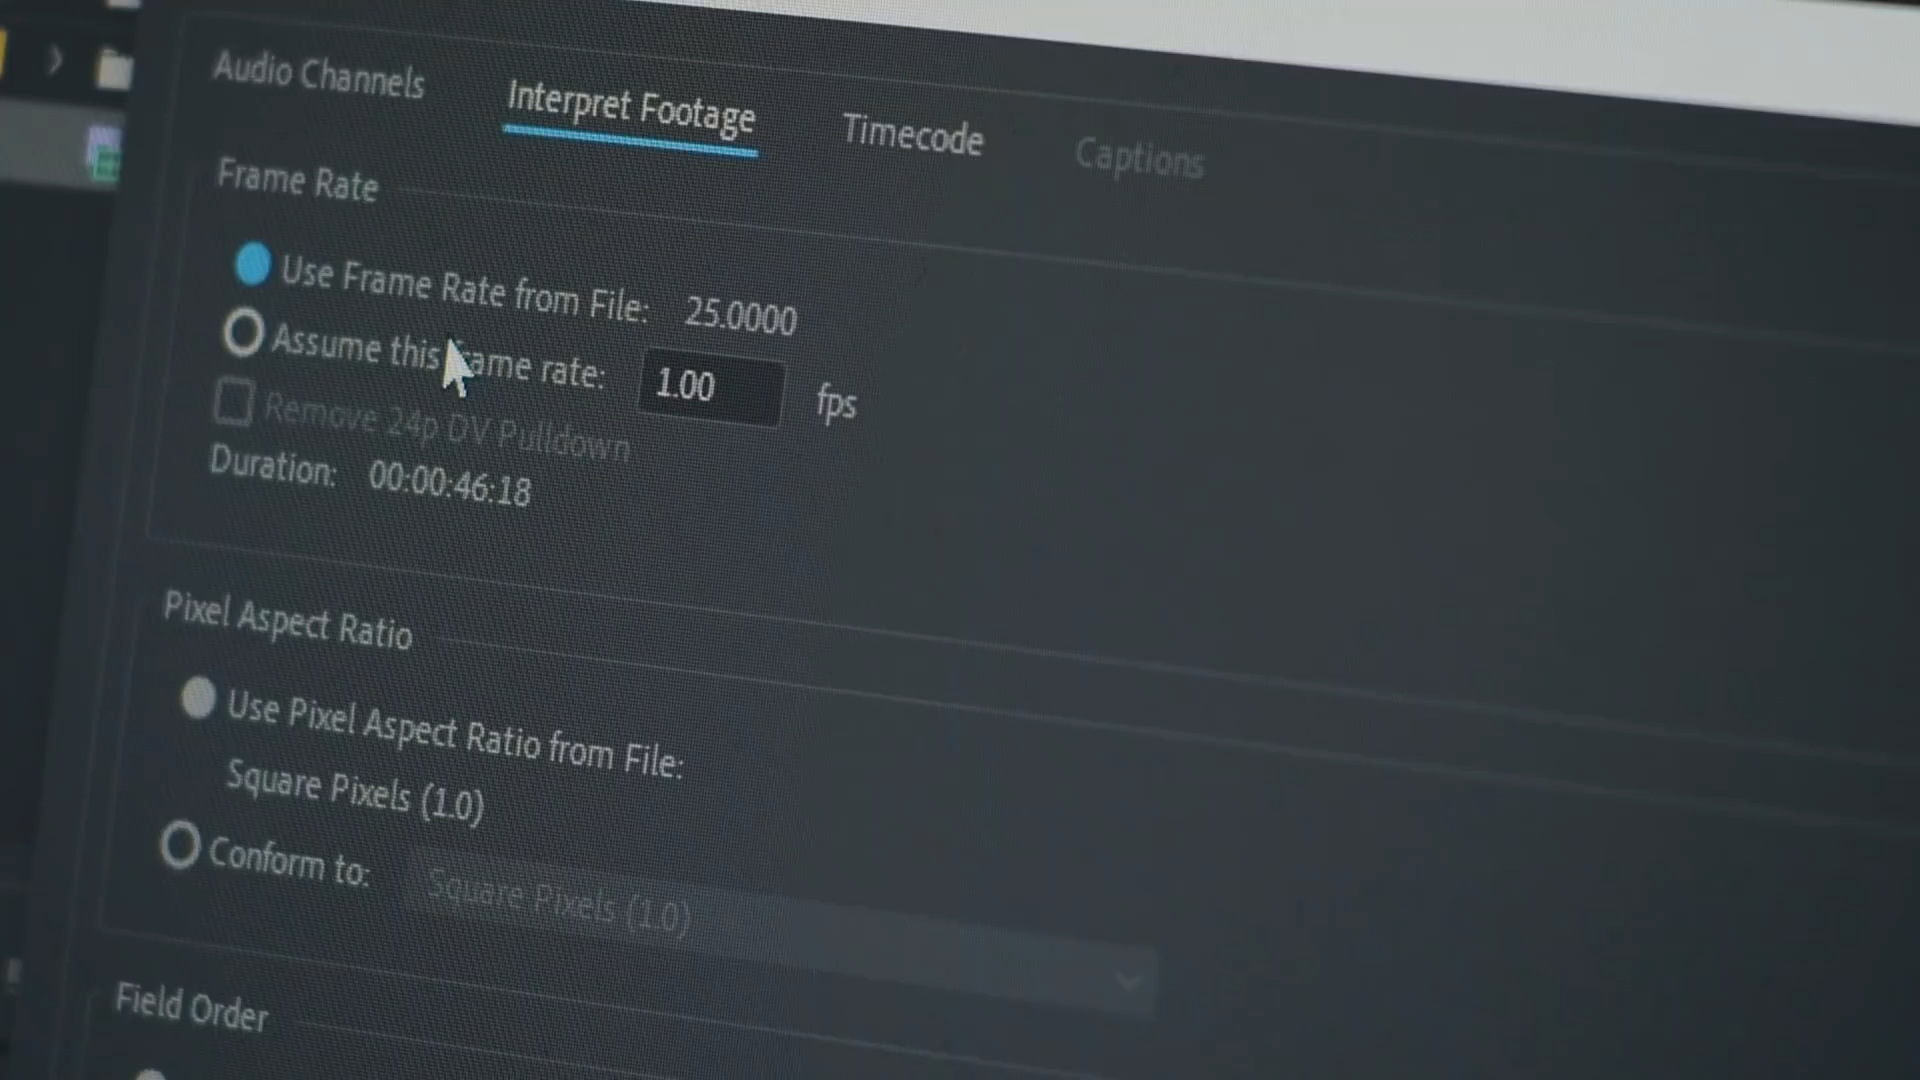 Audio Channels
Interpret Footage
Timecode
Captions
Frame Rate
Use Frame Rate from File: 25.0000
Assume this frame rate: 1.00 fps
Remove 24p DV Pulldown
Duration: 00:00:46:18
Pixel Aspect Ratio
Use Pixel Aspect Ratio from File:
Square Pixels (1.0)
Conform to: Square Pixels (1.0)
Field Order